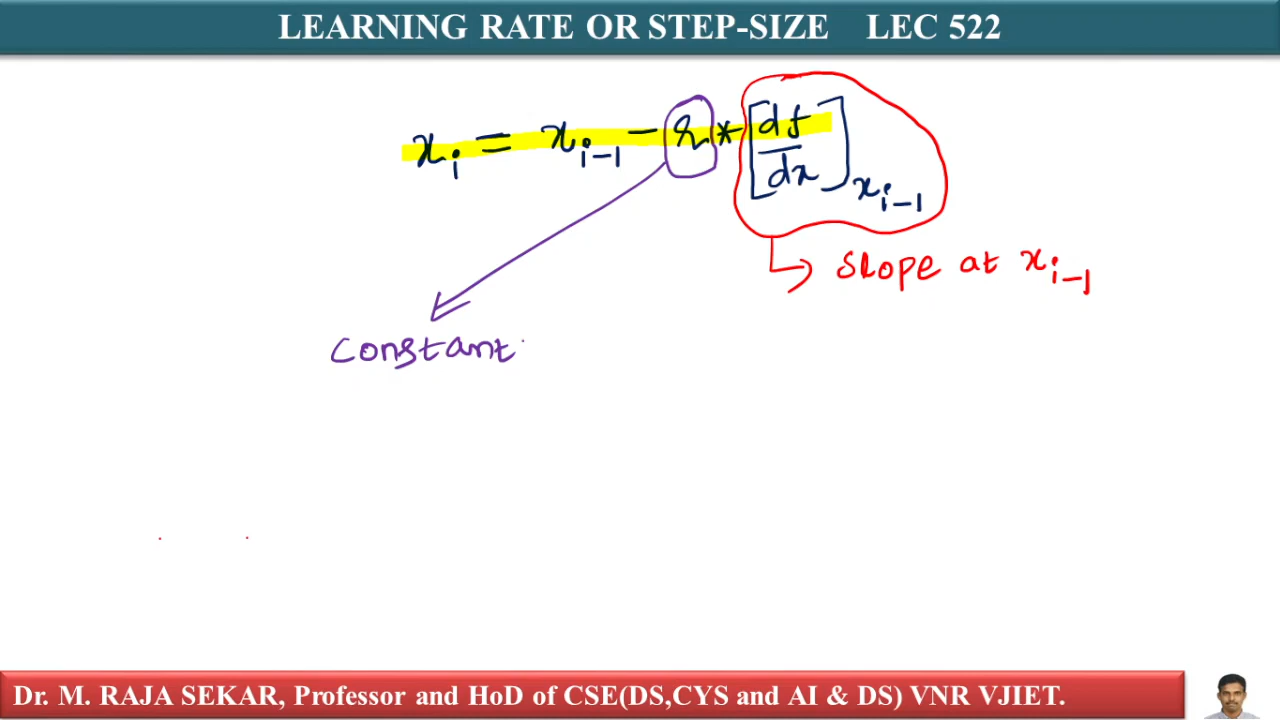 LEARNING RATE OR STEP-SIZE LEC 522
xᵢ = xᵢ₋₁ − r * [df/dx]xᵢ₋₁
slope at xᵢ₋₁
constant
Dr. M. RAJA SEKAR, Professor and HoD of CSE(DS,CYS and AI & DS) VNR VJIET.